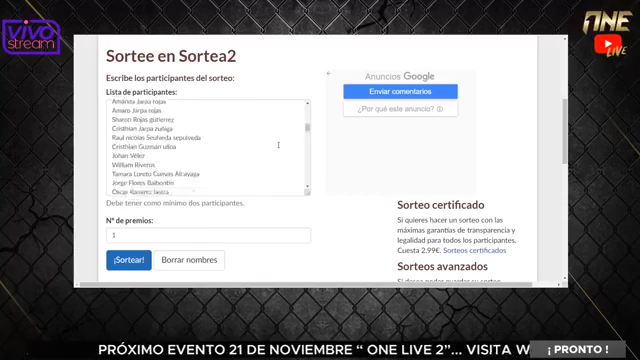 VIVO
stream
ONE
LIVE
Sortee en Sortea2
Escribe los participantes del sorteo:
Lista de participantes:
Amanda Jarpa rojas
Amaro Jarpa rojas
Sharon Rojas gutierrez
Cristhian Jarpa zuñiga
Raul nicolas Seulveda sepulveda
Cristhian Guzmán ulloa
Johan Vélez
William Riveros
Tamara Loreto Cuevas Alcayaga
Jorge Flores Balbontin
Óscar Ramírez
Debe tener como mínimo dos participantes.
Nº de premios:
1
¡Sortear!
Borrar nombres
Anuncios Google
Enviar comentarios
¿Por qué este anuncio?
Sorteo certificado
Si quieres hacer un sorteo con las
máximas garantías de transparencia y
legalidad para todos los participantes.
Cuesta 2.99€. Sorteos certificados
Sorteos avanzados
PRÓXIMO EVENTO 21 DE NOVIEMBRE “ ONE LIVE 2”... VISITA W
¡ PRONTO !